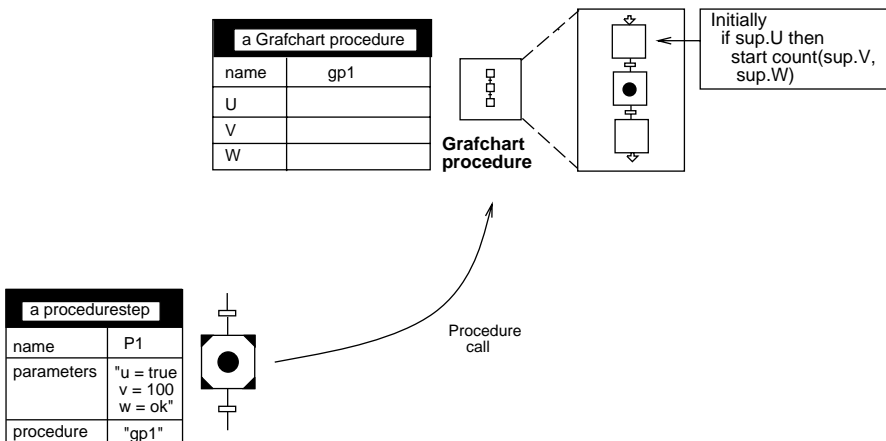 a Grafchart procedure
name gp1
U
V
W
Grafchart
procedure
Initially
if sup.U then
start count(sup.V,
sup.W)
Procedure
call
a procedurestep
name P1
parameters "u = true
v = 100
w = ok"
procedure "gp1"